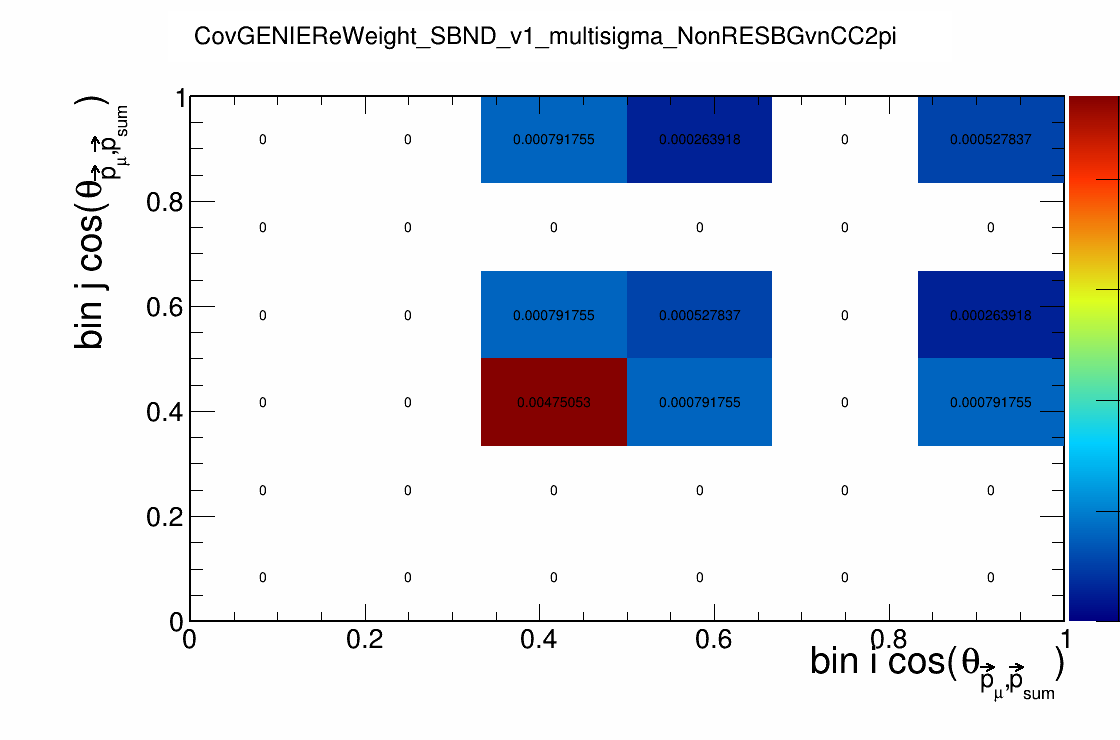 CovGENIEReWeight_SBND_v1_multisigma_NonRESBGvnCC2pi
bin j cos(θ p⃗μ,p⃗sum)
1
0 0 0.000791755 0.000263918 0 0.000527837
0.8
0 0 0 0 0 0
0.6
0 0 0.000791755 0.000527837 0 0.000263918
0.4
0 0 0.00475053 0.000791755 0 0.000791755
0 0 0 0 0 0
0.2
0 0 0 0 0 0
0
0 0.2 0.4 0.6 0.8 1
bin i cos(θ p⃗μ,p⃗sum)